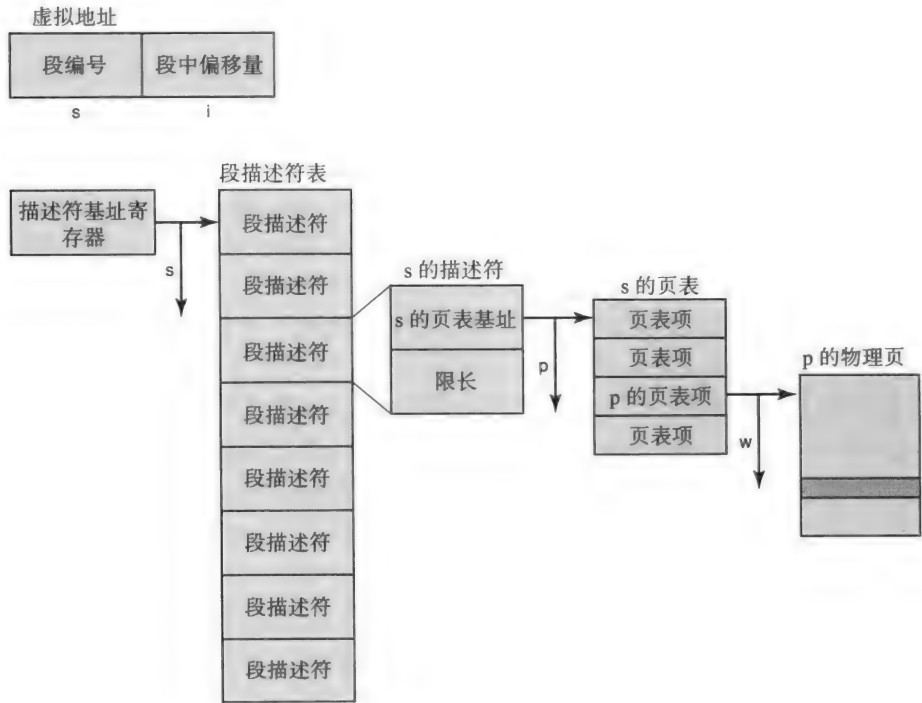 虚拟地址
段编号 段中偏移量
s i
段描述符表
描述符基址寄
存器
s
段描述符
段描述符
段描述符
段描述符
段描述符
段描述符
段描述符
段描述符
s 的描述符
s 的页表基址
限长
p
s 的页表
页表项
页表项
p 的页表项
页表项
w
p 的物理页